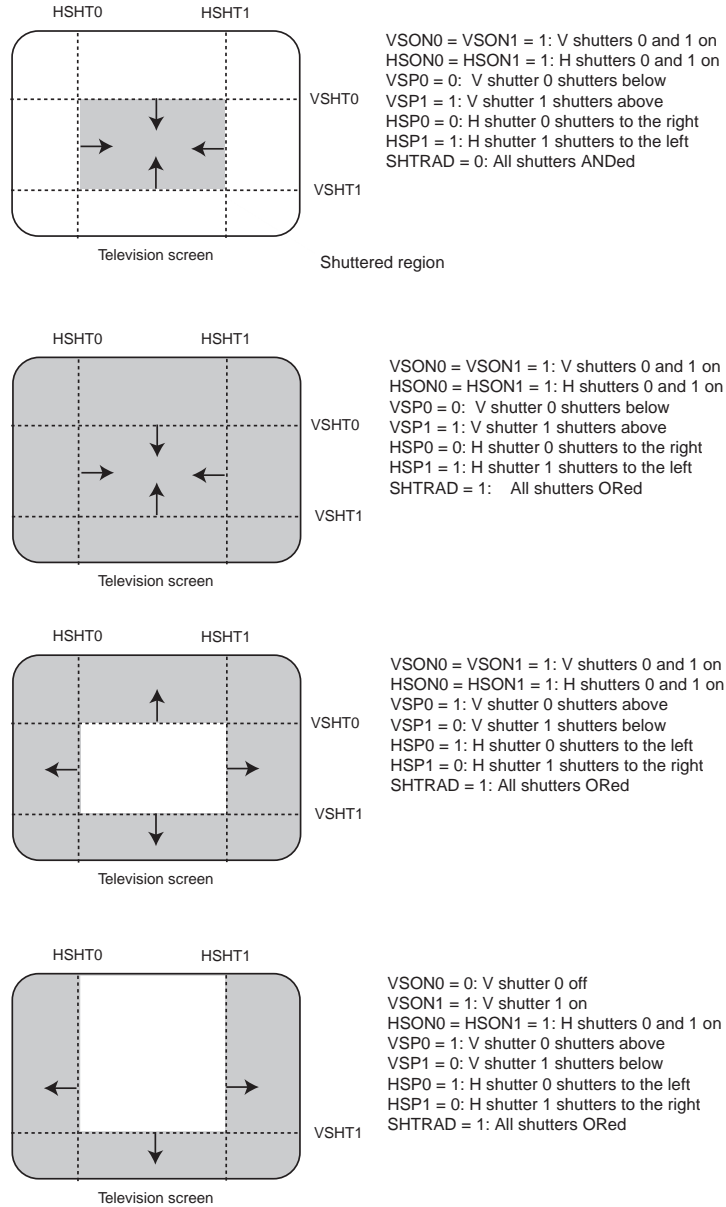 HSHT0 HSHT1
VSON0 = VSON1 = 1: V shutters 0 and 1 on
HSON0 = HSON1 = 1: H shutters 0 and 1 on
VSP0 = 0: V shutter 0 shutters below
VSP1 = 1: V shutter 1 shutters above
HSP0 = 0: H shutter 0 shutters to the right
HSP1 = 1: H shutter 1 shutters to the left
SHTRAD = 0: All shutters ANDed
VSHT0
VSHT1
Television screen
Shuttered region
HSHT0 HSHT1
VSON0 = VSON1 = 1: V shutters 0 and 1 on
HSON0 = HSON1 = 1: H shutters 0 and 1 on
VSP0 = 0: V shutter 0 shutters below
VSP1 = 1: V shutter 1 shutters above
HSP0 = 0: H shutter 0 shutters to the right
HSP1 = 1: H shutter 1 shutters to the left
SHTRAD = 1: All shutters ORed
VSHT0
VSHT1
Television screen
HSHT0 HSHT1
VSON0 = VSON1 = 1: V shutters 0 and 1 on
HSON0 = HSON1 = 1: H shutters 0 and 1 on
VSP0 = 1: V shutter 0 shutters above
VSP1 = 0: V shutter 1 shutters below
HSP0 = 1: H shutter 0 shutters to the left
HSP1 = 0: H shutter 1 shutters to the right
SHTRAD = 1: All shutters ORed
VSHT0
VSHT1
Television screen
HSHT0 HSHT1
VSON0 = 0: V shutter 0 off
VSON1 = 1: V shutter 1 on
HSON0 = HSON1 = 1: H shutters 0 and 1 on
VSP0 = 1: V shutter 0 shutters above
VSP1 = 0: V shutter 1 shutters below
HSP0 = 1: H shutter 0 shutters to the left
HSP1 = 0: H shutter 1 shutters to the right
SHTRAD = 1: All shutters ORed
VSHT1
Television screen